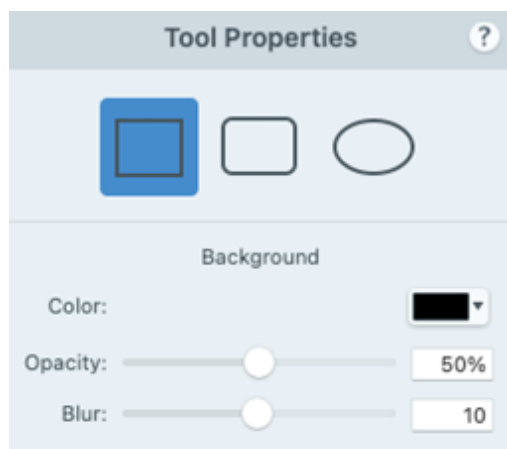 Tool Properties ?
Background
Color:
Opacity: 50%
Blur: 10